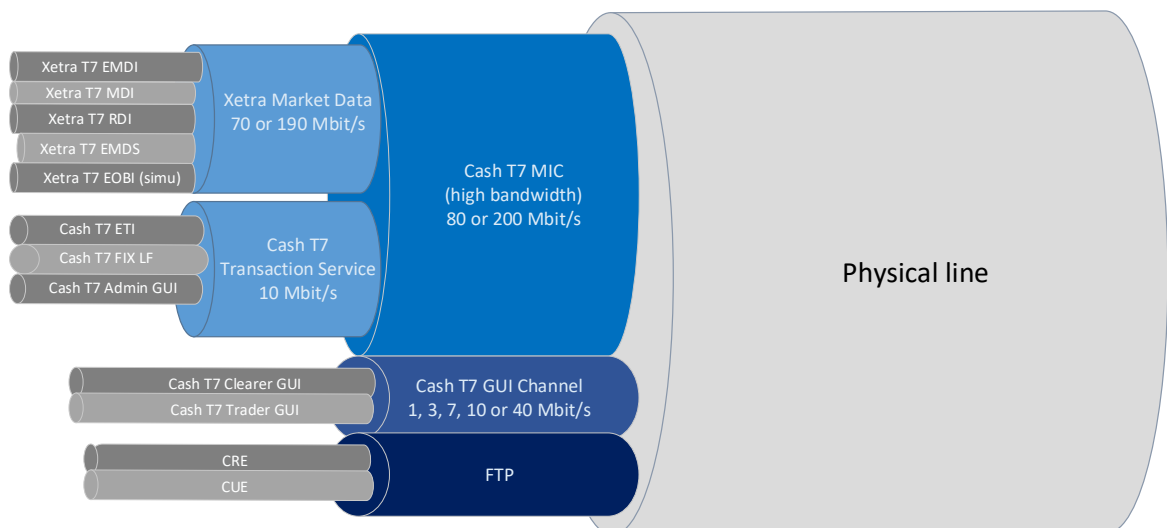 Xetra T7 EMDI
Xetra T7 MDI
Xetra T7 RDI
Xetra T7 EMDS
Xetra T7 EOBI (simu)
Xetra Market Data
70 or 190 Mbit/s
Cash T7 ETI
Cash T7 FIX LF
Cash T7 Admin GUI
Cash T7
Transaction Service
10 Mbit/s
Cash T7 MIC
(high bandwidth)
80 or 200 Mbit/s
Cash T7 Clearer GUI
Cash T7 Trader GUI
Cash T7 GUI Channel
1, 3, 7, 10 or 40 Mbit/s
CRE
CUE
FTP
Physical line